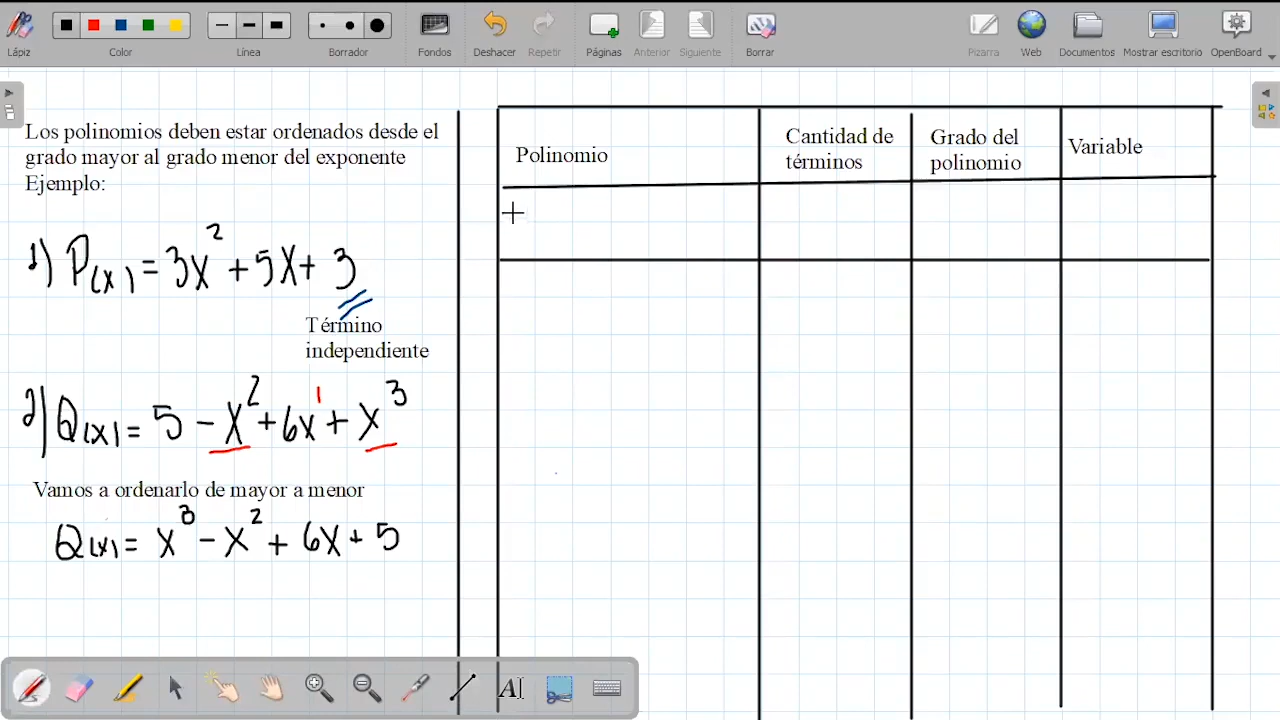 Lápiz
Color
Línea
Borrador
Fondos
Deshacer
Repetir
Páginas
Anterior
Siguiente
Borrar
Pizarra
Web
Documentos
Mostrar escritorio
OpenBoard
Los polinomios deben estar ordenados desde el
grado mayor al grado menor del exponente
Ejemplo:
1) P(x) = 3x² + 5x + 3
Término
independiente
2) Q(x) = 5 - x² + 6x¹ + x³
Vamos a ordenarlo de mayor a menor
Q(x) = x³ - x² + 6x + 5
Polinomio
Cantidad de
términos
Grado del
polinomio
Variable